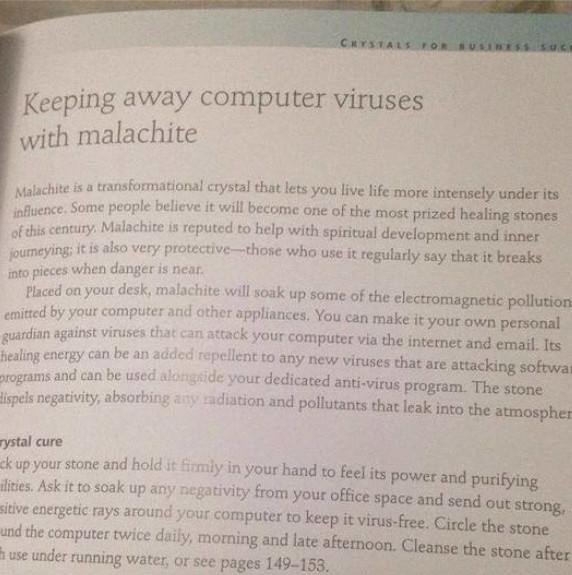 CRYSTALS FOR BUSINESS
Keeping away computer viruses
with malachite
Malachite is a transformational crystal that lets you live life more intensely under its
influence. Some people believe it will become one of the most prized healing stones
of this century. Malachite is reputed to help with spiritual development and inner
journeying; it is also very protective—those who use it regularly say that it breaks
into pieces when danger is near.
Placed on your desk, malachite will soak up some of the electromagnetic pollution
emitted by your computer and other appliances. You can make it your own personal
guardian against viruses that can attack your computer via the internet and email. Its
healing energy can be an added repellent to any new viruses that are attacking softwa
programs and can be used alongside your dedicated anti-virus program. The stone
dispels negativity, absorbing any radiation and pollutants that leak into the atmospher
rystal cure
ck up your stone and hold it firmly in your hand to feel its power and purifying
ilities. Ask it to soak up any negativity from your office space and send out strong,
sitive energetic rays around your computer to keep it virus-free. Circle the stone
und the computer twice daily, morning and late afternoon. Cleanse the stone after
h use under running water, or see pages 149–153.